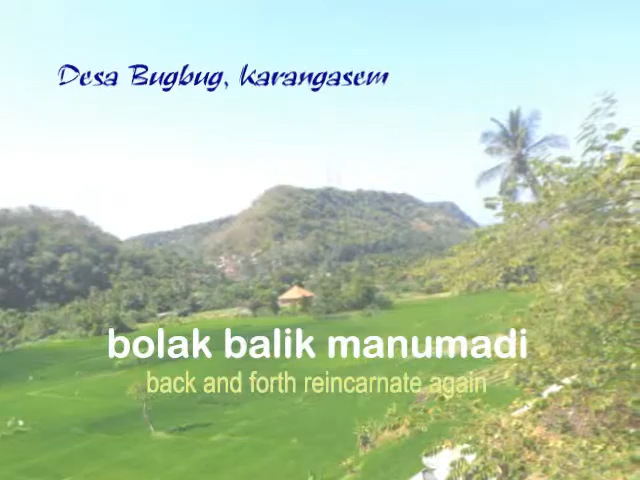 Desa Bugbug, Karangasem
bolak balik manumadi
back and forth reincarnate again